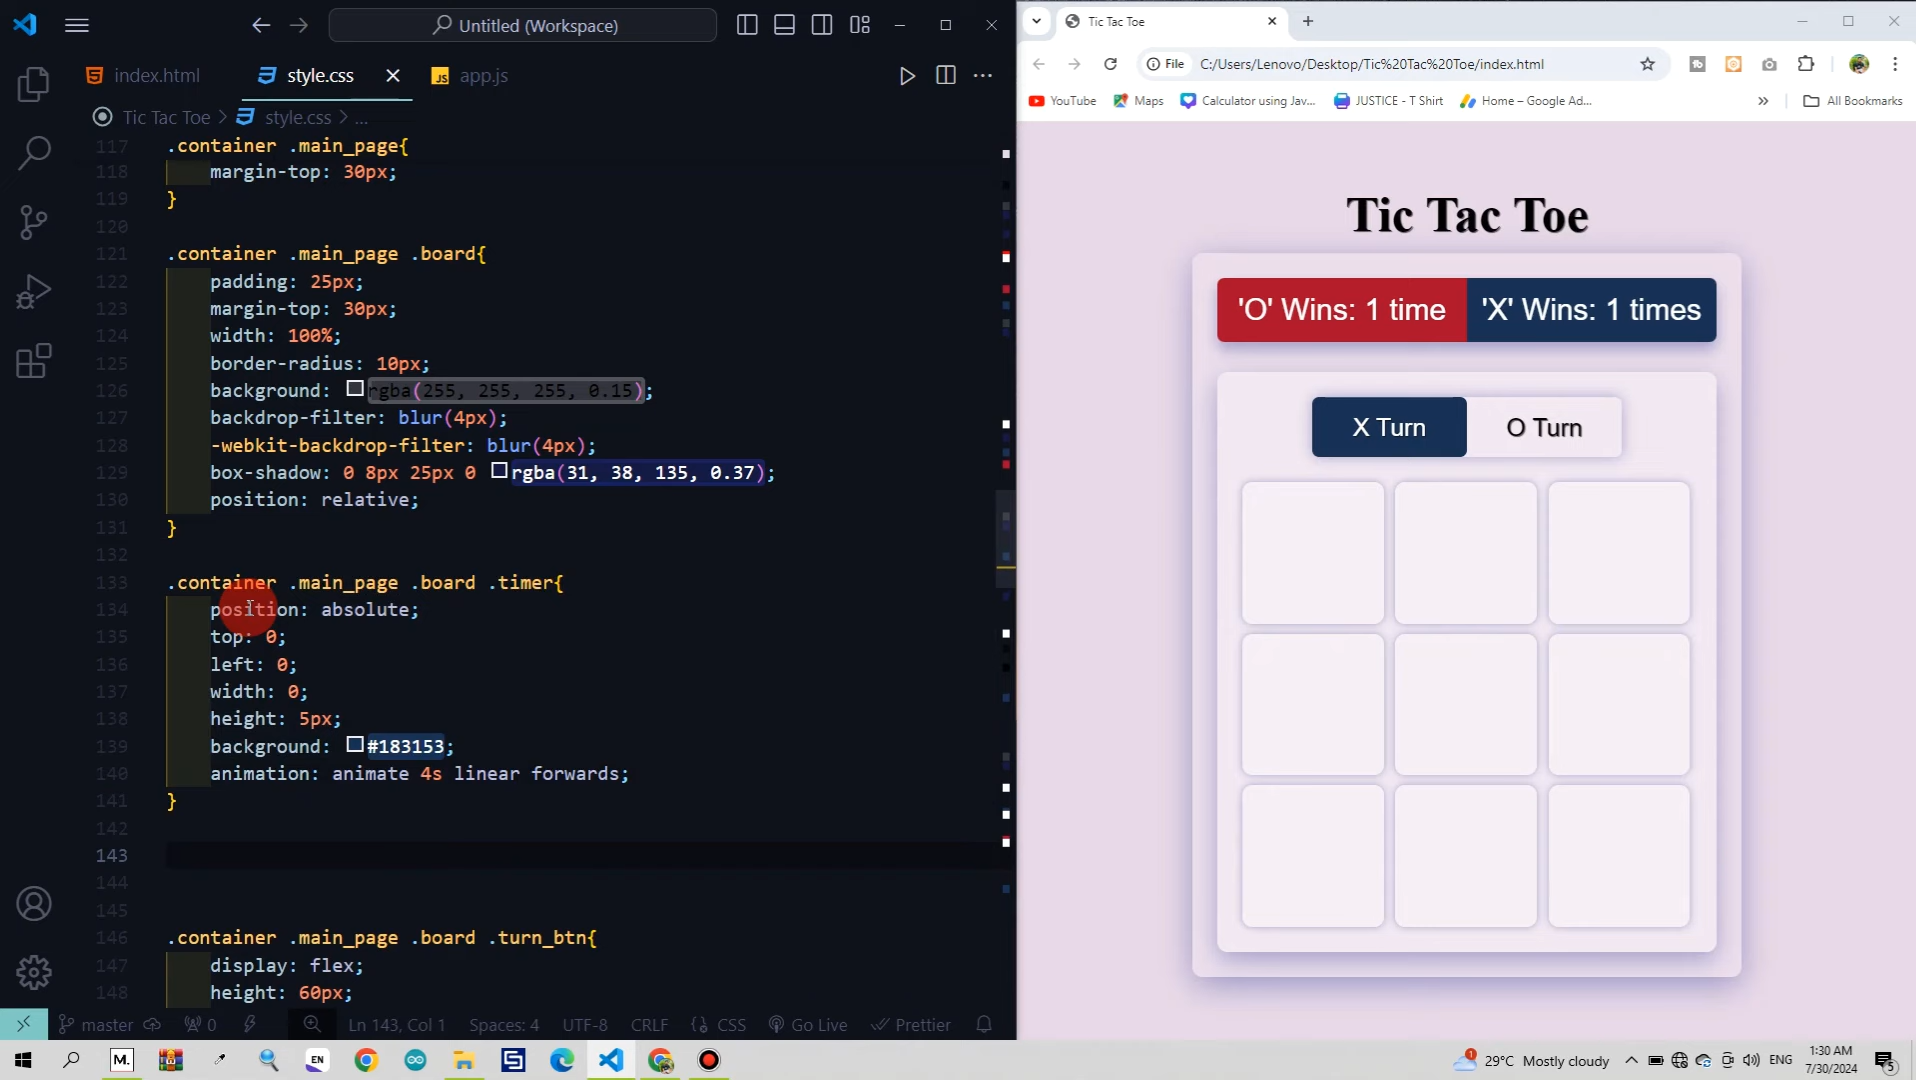 Untitled (Workspace)
index.html
style.css
JS app.js
Tic Tac Toe > style.css > ...
117 .container .main_page{
118 margin-top: 30px;
119 }
120
121 .container .main_page .board{
122 padding: 25px;
123 margin-top: 30px;
124 width: 100%;
125 border-radius: 10px;
126 background: rgba(255, 255, 255, 0.15);
127 backdrop-filter: blur(4px);
128 -webkit-backdrop-filter: blur(4px);
129 box-shadow: 0 8px 25px 0 rgba(31, 38, 135, 0.37);
130 position: relative;
131 }
132
133 .container .main_page .board .timer{
134 position: absolute;
135 top: 0;
136 left: 0;
137 width: 0;
138 height: 5px;
139 background: #183153;
140 animation: animate 4s linear forwards;
141 }
142
143
144
145
146 .container .main_page .board .turn_btn{
147 display: flex;
148 height: 60px;
master
0
Ln 143, Col 1
Spaces: 4
UTF-8
CRLF
{} CSS
Go Live
Prettier
Tic Tac Toe
File
C:/Users/Lenovo/Desktop/Tic%20Tac%20Toe/index.html
YouTube
Maps
Calculator using Jav...
JUSTICE - T Shirt
Home – Google Ad...
»
All Bookmarks
Tic Tac Toe
'O' Wins: 1 time
'X' Wins: 1 times
X Turn
O Turn
M.
EN
29°C Mostly cloudy
ENG
1:30 AM
7/30/2024
5